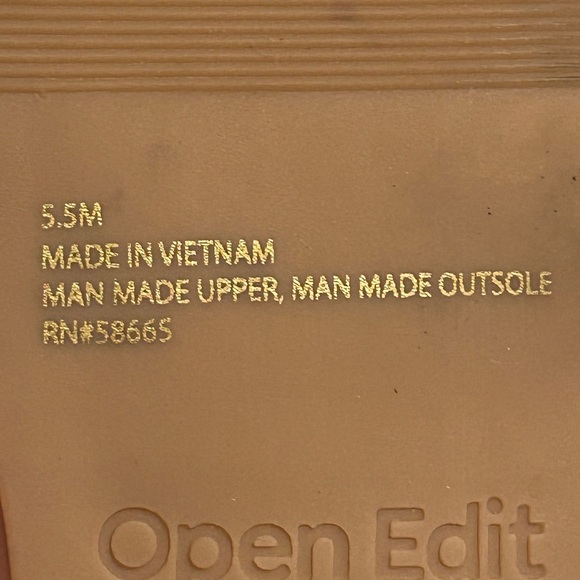 5.5M
MADE IN VIETNAM
MAN MADE UPPER, MAN MADE OUTSOLE
RN#58665
Open Edit